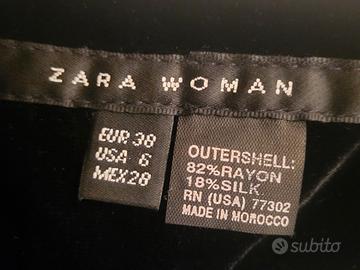 ZARA WOMAN
EUR 38
USA 6
MEX 28
OUTERSHELL:
82% RAYON
18% SILK
RN (USA) 77302
MADE IN MOROCCO
subito